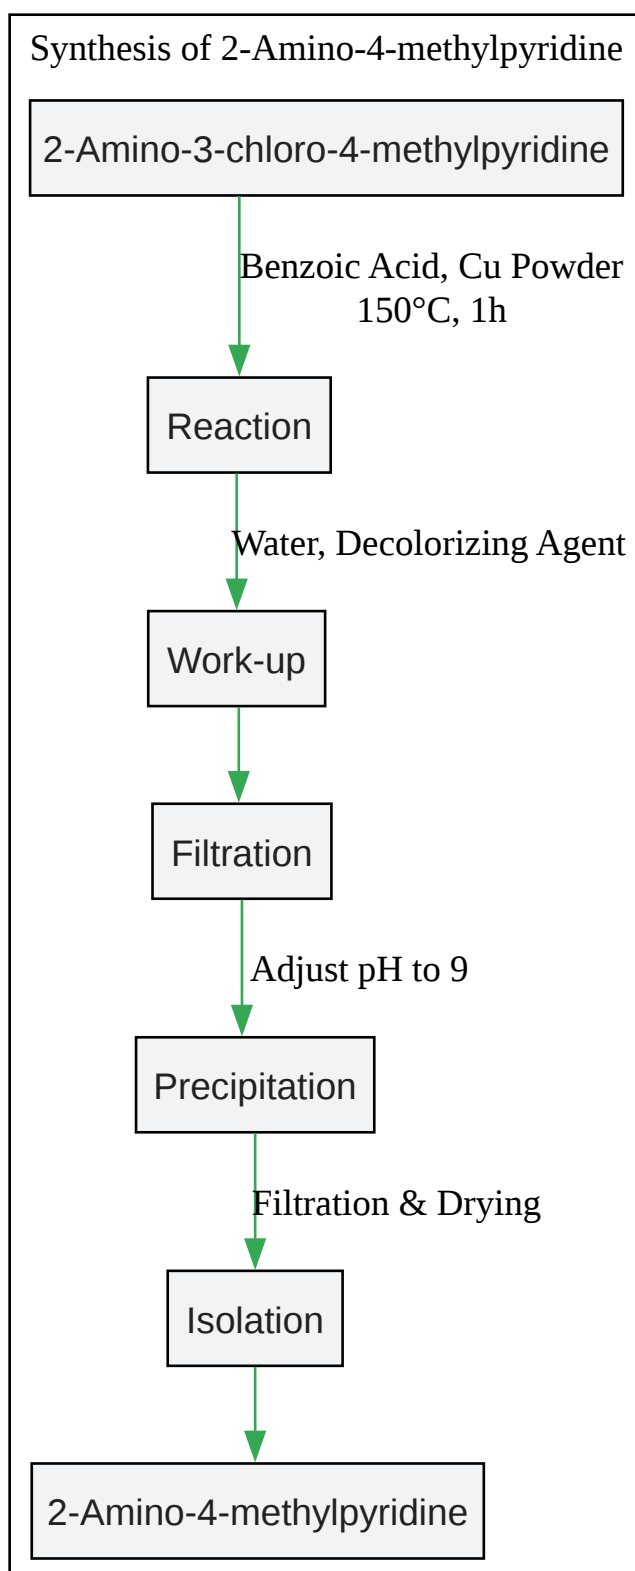 Synthesis of 2-Amino-4-methylpyridine
2-Amino-3-chloro-4-methylpyridine
Benzoic Acid, Cu Powder
150°C, 1h
Reaction
Water, Decolorizing Agent
Work-up
Filtration
Adjust pH to 9
Precipitation
Filtration & Drying
Isolation
2-Amino-4-methylpyridine